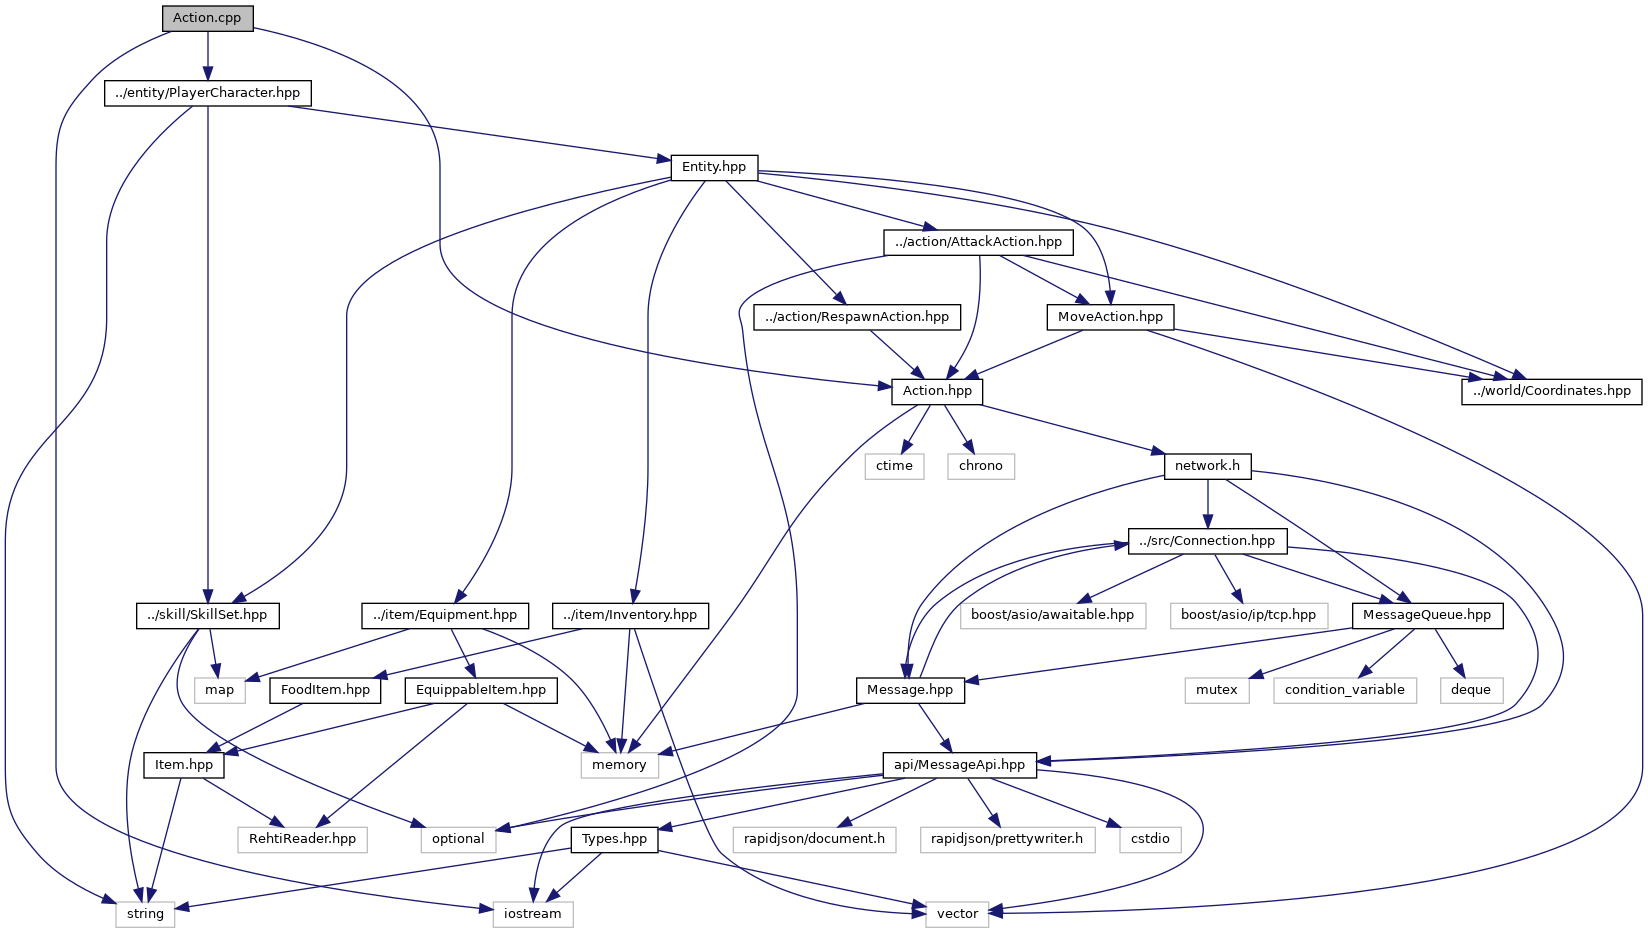 Action.cpp
../entity/PlayerCharacter.hpp
Entity.hpp
../action/AttackAction.hpp
../action/RespawnAction.hpp
MoveAction.hpp
Action.hpp
../world/Coordinates.hpp
ctime
chrono
network.h
../src/Connection.hpp
../skill/SkillSet.hpp
../item/Equipment.hpp
../item/Inventory.hpp
boost/asio/awaitable.hpp
boost/asio/ip/tcp.hpp
MessageQueue.hpp
map
FoodItem.hpp
EquippableItem.hpp
Message.hpp
mutex
condition_variable
deque
Item.hpp
memory
api/MessageApi.hpp
RehtiReader.hpp
optional
Types.hpp
rapidjson/document.h
rapidjson/prettywriter.h
cstdio
string
iostream
vector